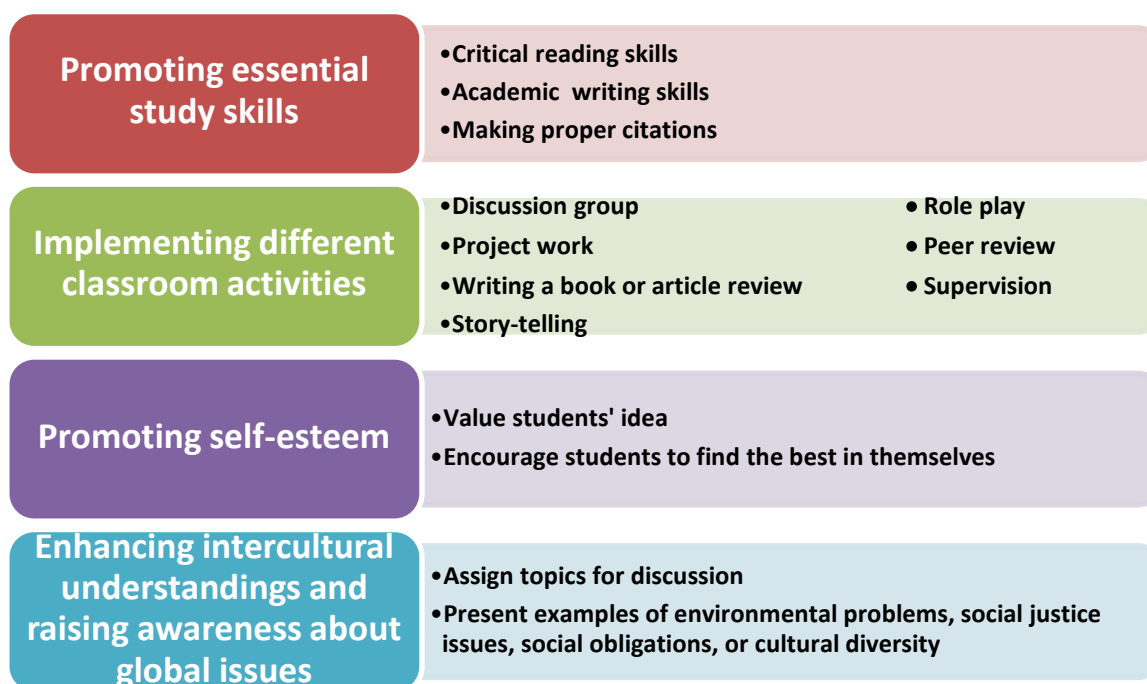 Promoting essential
study skills
•Critical reading skills
•Academic writing skills
•Making proper citations
Implementing different
classroom activities
•Discussion group
•Project work
•Writing a book or article review
•Story-telling
• Role play
• Peer review
• Supervision
Promoting self-esteem
•Value students' idea
•Encourage students to find the best in themselves
Enhancing intercultural
understandings and
raising awareness about
global issues
•Assign topics for discussion
•Present examples of environmental problems, social justice
issues, social obligations, or cultural diversity